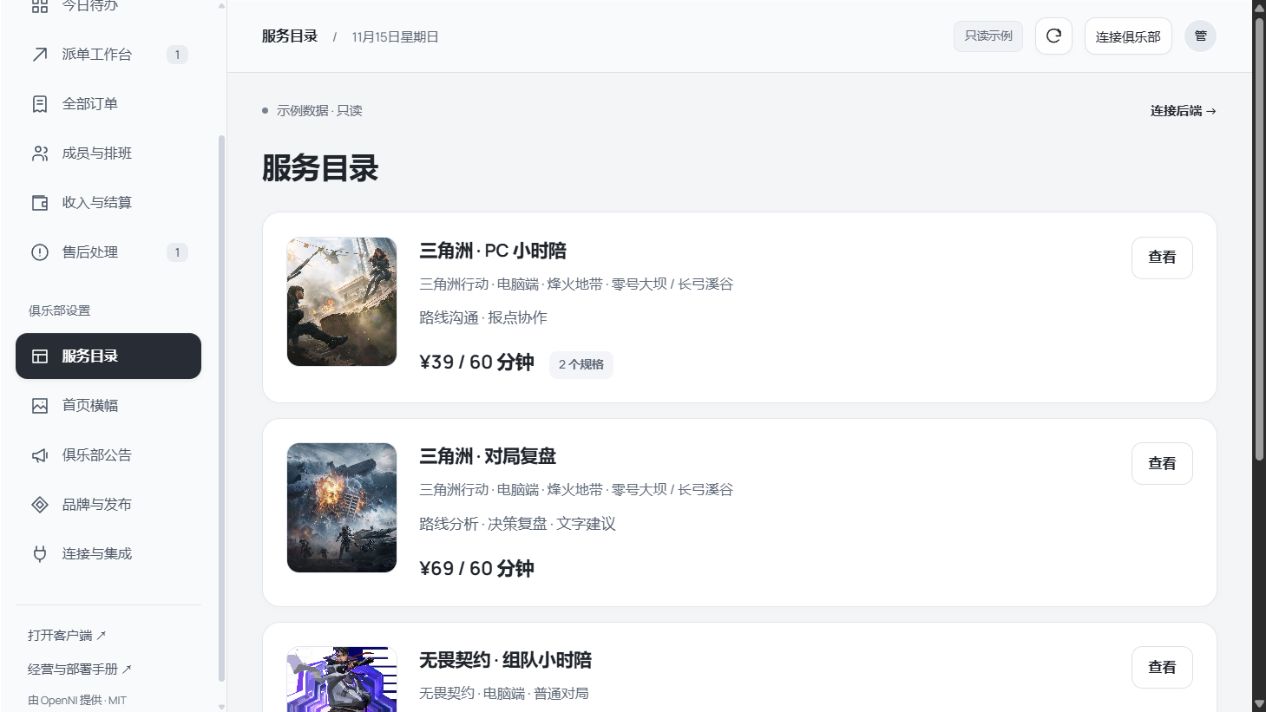 今日待办
派单工作台 1
全部订单
成员与排班
收入与结算
售后处理 1
俱乐部设置
服务目录
首页横幅
俱乐部公告
品牌与发布
连接与集成
打开客户端 ↗
经营与部署手册 ↗
由 OpenNI 提供 · MIT
服务目录 / 11月15日星期日
只读示例
连接俱乐部
管
示例数据 · 只读
连接后端 →
服务目录
三角洲 · PC 小时陪
三角洲行动 · 电脑端 · 烽火地带 · 零号大坝 / 长弓溪谷
路线沟通 · 报点协作
¥39 / 60 分钟 2 个规格
查看
三角洲 · 对局复盘
三角洲行动 · 电脑端 · 烽火地带 · 零号大坝 / 长弓溪谷
路线分析 · 决策复盘 · 文字建议
¥69 / 60 分钟
查看
无畏契约 · 组队小时陪
无畏契约 · 电脑端 · 普通对局
查看